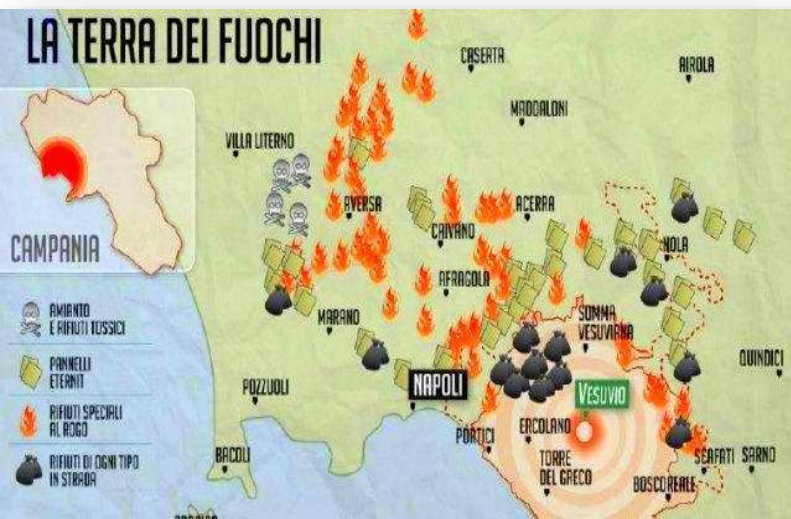 LA TERRA DEI FUOCHI
CASERTA
AIROLA
MADDALONI
VILLA LITERNO
AVERSA
ACERRA
CAIVANO
NOLA
CAMPANIA
AFRAGOLA
AMIANTO
E RIFIUTI TOSSICI
MARANO
SOMMA
VESUVIANA
PANNELLI
ETERNIT
QUINDICI
POZZUOLI
NAPOLI
VESUVIO
RIFIUTI SPECIALI
AL ROGO
PORTICI
ERCOLANO
BACOLI
RIFIUTI DI OGNI TIPO
IN STRADA
TORRE
DEL GRECO
SCAFATI
SARNO
BOSCOREALE